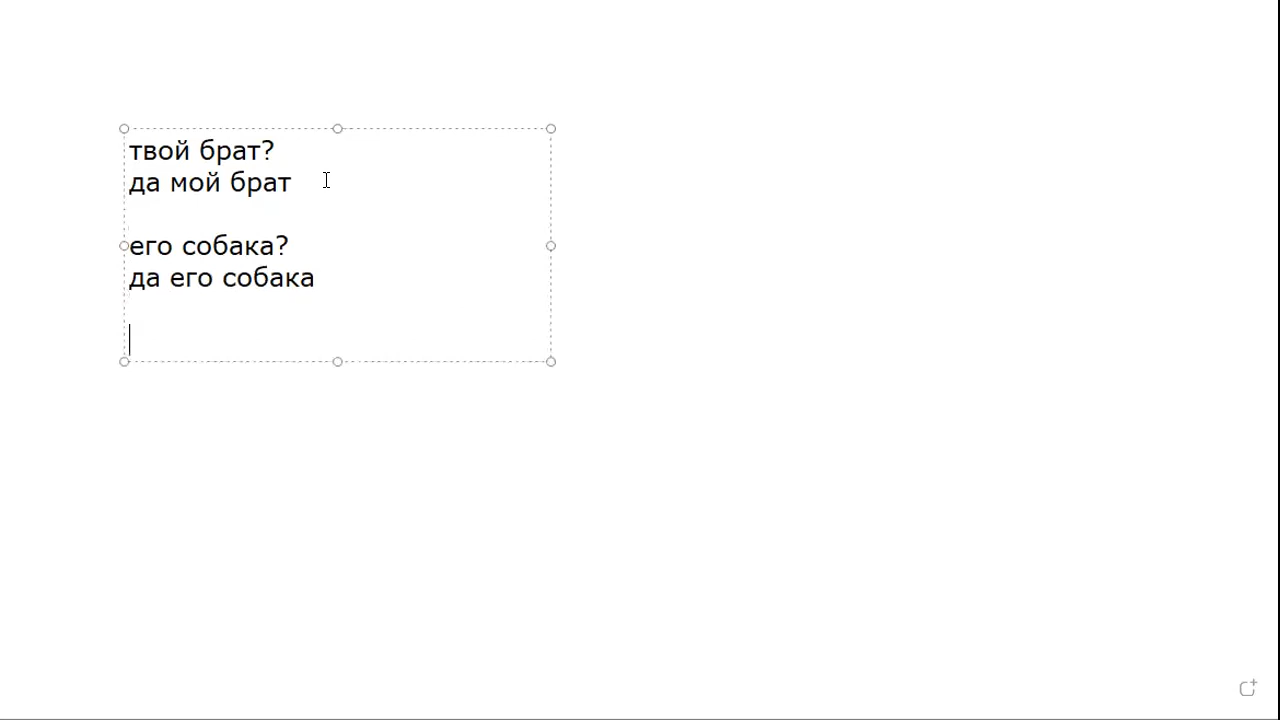 твой брат?
да мой брат
его собака?
да его собака